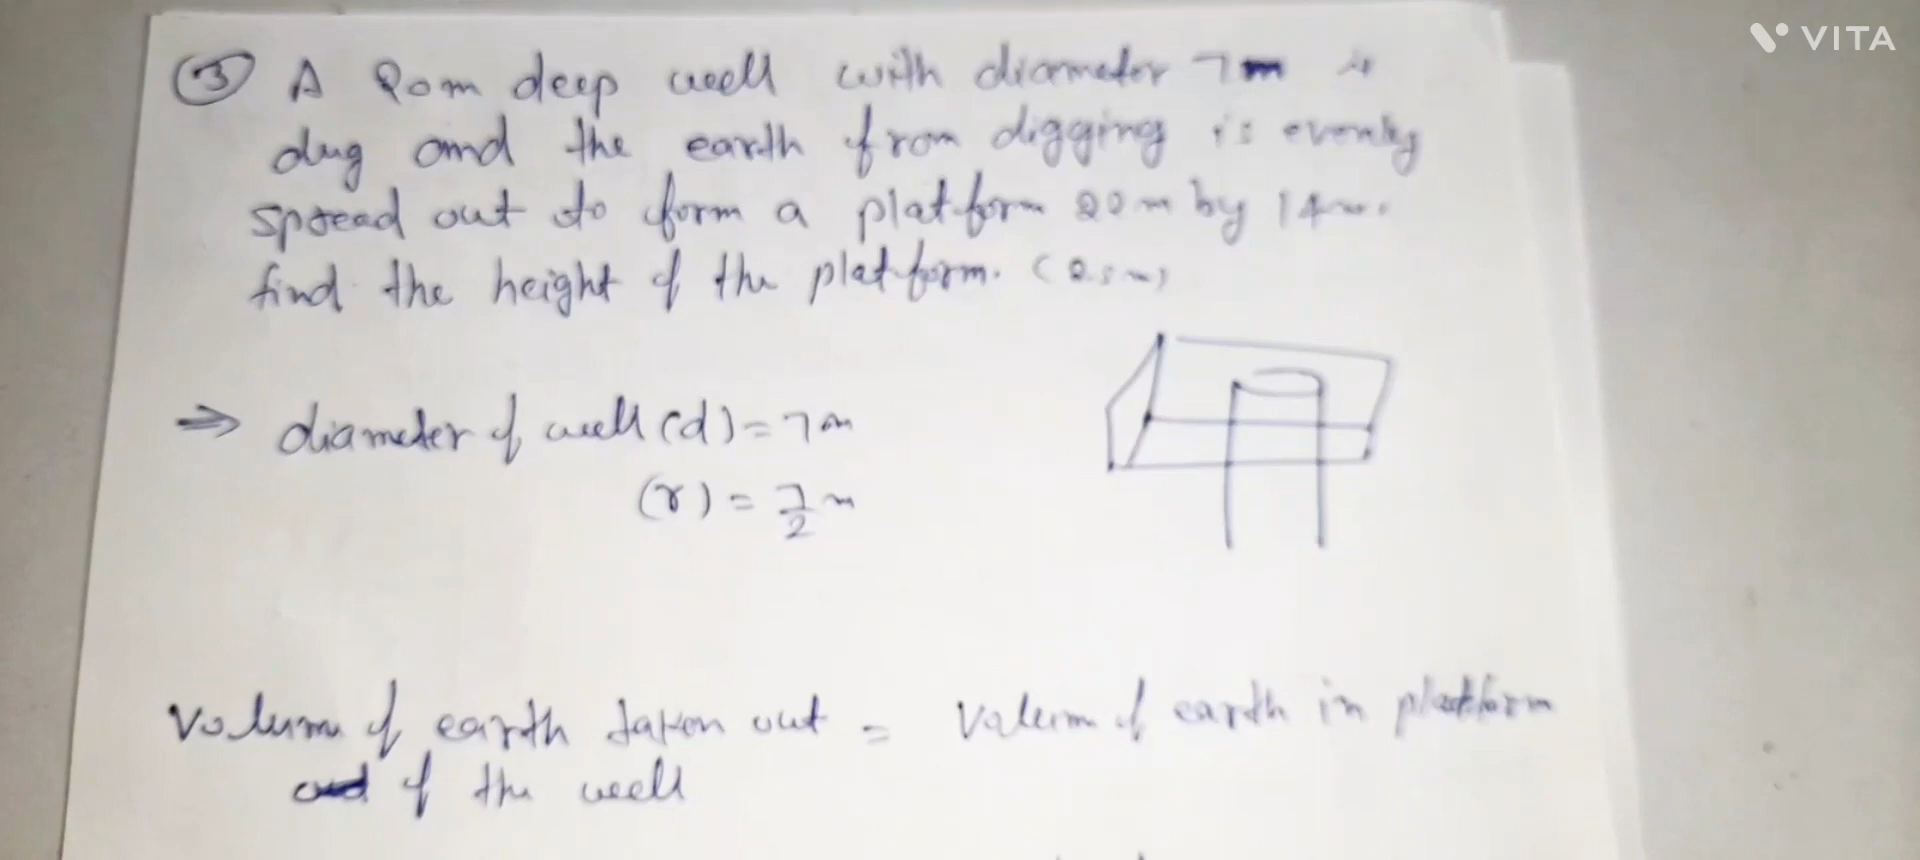 VITA
(3) A 20m deep well with diameter 7m is
dug and the earth from digging is evenly
spread out to form a platform 22m by 14m.
find the height of the platform. (2.5m)
⇒ diameter of well (d) = 7m
(r) = 7/2 m
Volum of earth taken out = Volum of earth in platform
of the well